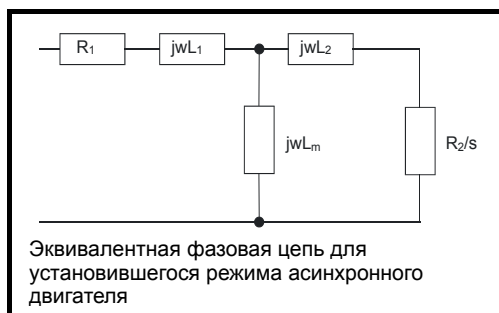 R₁ jwL₁ jwL₂
jwLₘ R₂/s
Эквивалентная фазовая цепь для
установившегося режима асинхронного
двигателя